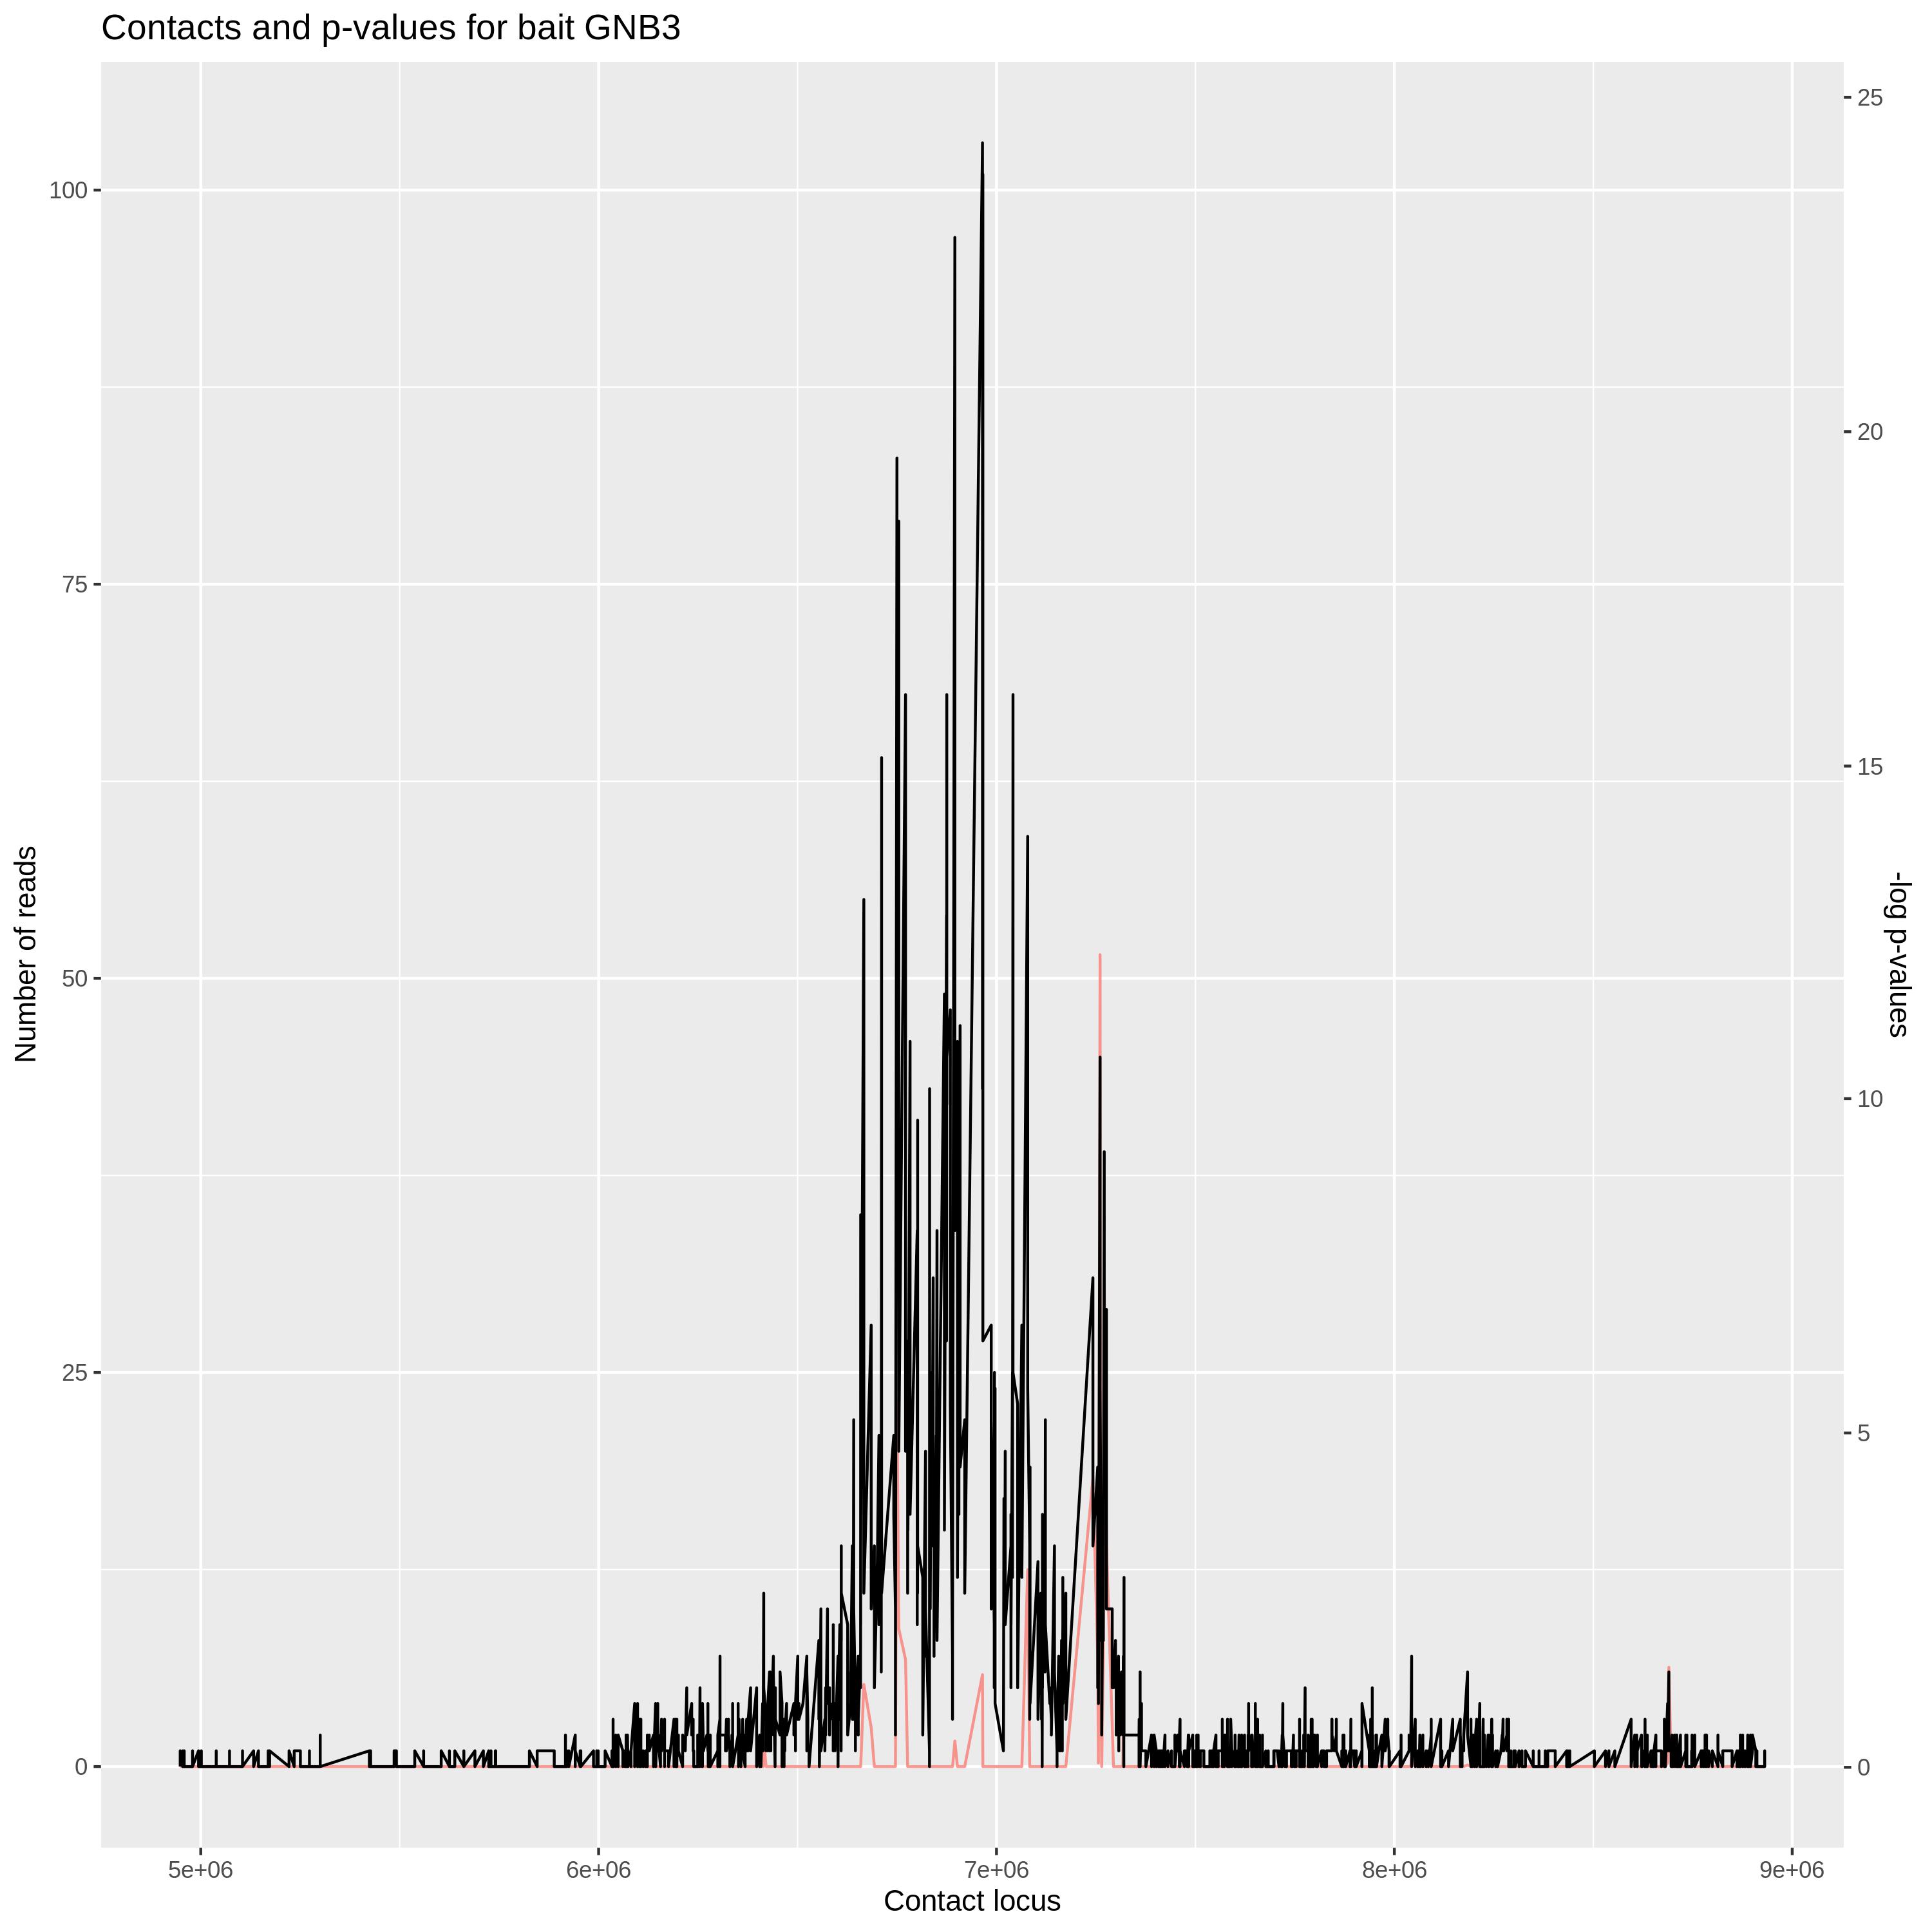 Contacts and p-values for bait GNB3
Number of reads
100
75
50
25
0
25
20
15
10
5
0
-log p-values
5e+06
6e+06
7e+06
8e+06
9e+06
Contact locus